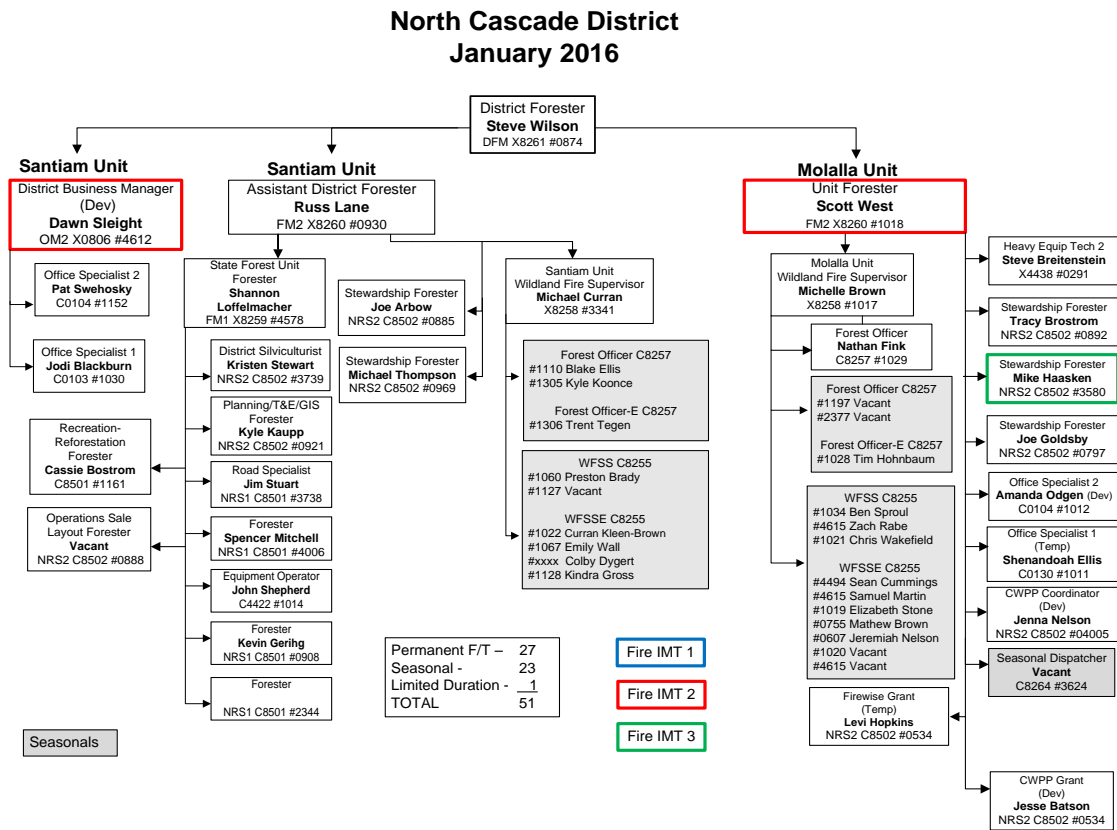 North Cascade District
January 2016
District Forester
Steve Wilson
DFM X8261 #0874
Santiam Unit
District Business Manager
(Dev)
Dawn Sleight
OM2 X0806 #4612
Office Specialist 2
Pat Swehosky
C0104 #1152
Office Specialist 1
Jodi Blackburn
C0103 #1030
Santiam Unit
Assistant District Forester
Russ Lane
FM2 X8260 #0930
State Forest Unit
Forester
Shannon
Loffelmacher
FM1 X8259 #4578
District Silviculturist
Kristen Stewart
NRS2 C8502 #3739
Planning/T&E/GIS
Forester
Kyle Kaupp
NRS2 C8502 #0921
Recreation-
Reforestation
Forester
Cassie Bostrom
C8501 #1161
Road Specialist
Jim Stuart
NRS1 C8501 #3738
Operations Sale
Layout Forester
Vacant
NRS2 C8502 #0888
Forester
Spencer Mitchell
NRS1 C8501 #4006
Equipment Operator
John Shepherd
C4422 #1014
Forester
Kevin Gerihg
NRS1 C8501 #0908
Forester
NRS1 C8501 #2344
Stewardship Forester
Joe Arbow
NRS2 C8502 #0885
Stewardship Forester
Michael Thompson
NRS2 C8502 #0969
Santiam Unit
Wildland Fire Supervisor
Michael Curran
X8258 #3341
Forest Officer C8257
#1110 Blake Ellis
#1305 Kyle Koonce
Forest Officer-E C8257
#1306 Trent Tegen
WFSS C8255
#1060 Preston Brady
#1127 Vacant
WFSSE C8255
#1022 Curran Kleen-Brown
#1067 Emily Wall
#xxxx Colby Dygert
#1128 Kindra Gross
Molalla Unit
Unit Forester
Scott West
FM2 X8260 #1018
Molalla Unit
Wildland Fire Supervisor
Michelle Brown
X8258 #1017
Forest Officer
Nathan Fink
C8257 #1029
Forest Officer C8257
#1197 Vacant
#2377 Vacant
Forest Officer-E C8257
#1028 Tim Hohnbaum
WFSS C8255
#1034 Ben Sproul
#4615 Zach Rabe
#1021 Chris Wakefield
WFSSE C8255
#4494 Sean Cummings
#4615 Samuel Martin
#1019 Elizabeth Stone
#0755 Mathew Brown
#0607 Jeremiah Nelson
#1020 Vacant
#4615 Vacant
Firewise Grant
(Temp)
Levi Hopkins
NRS2 C8502 #0534
Heavy Equip Tech 2
Steve Breitenstein
X4438 #0291
Stewardship Forester
Tracy Brostrom
NRS2 C8502 #0892
Stewardship Forester
Mike Haasken
NRS2 C8502 #3580
Stewardship Forester
Joe Goldsby
NRS2 C8502 #0797
Office Specialist 2
Amanda Odgen (Dev)
C0104 #1012
Office Specialist 1
(Temp)
Shenandoah Ellis
C0130 #1011
CWPP Coordinator
(Dev)
Jenna Nelson
NRS2 C8502 #04005
Seasonal Dispatcher
Vacant
C8264 #3624
CWPP Grant
(Dev)
Jesse Batson
NRS2 C8502 #0534
Permanent F/T – 27
Seasonal - 23
Limited Duration - 1
TOTAL 51
Fire IMT 1
Fire IMT 2
Fire IMT 3
Seasonals